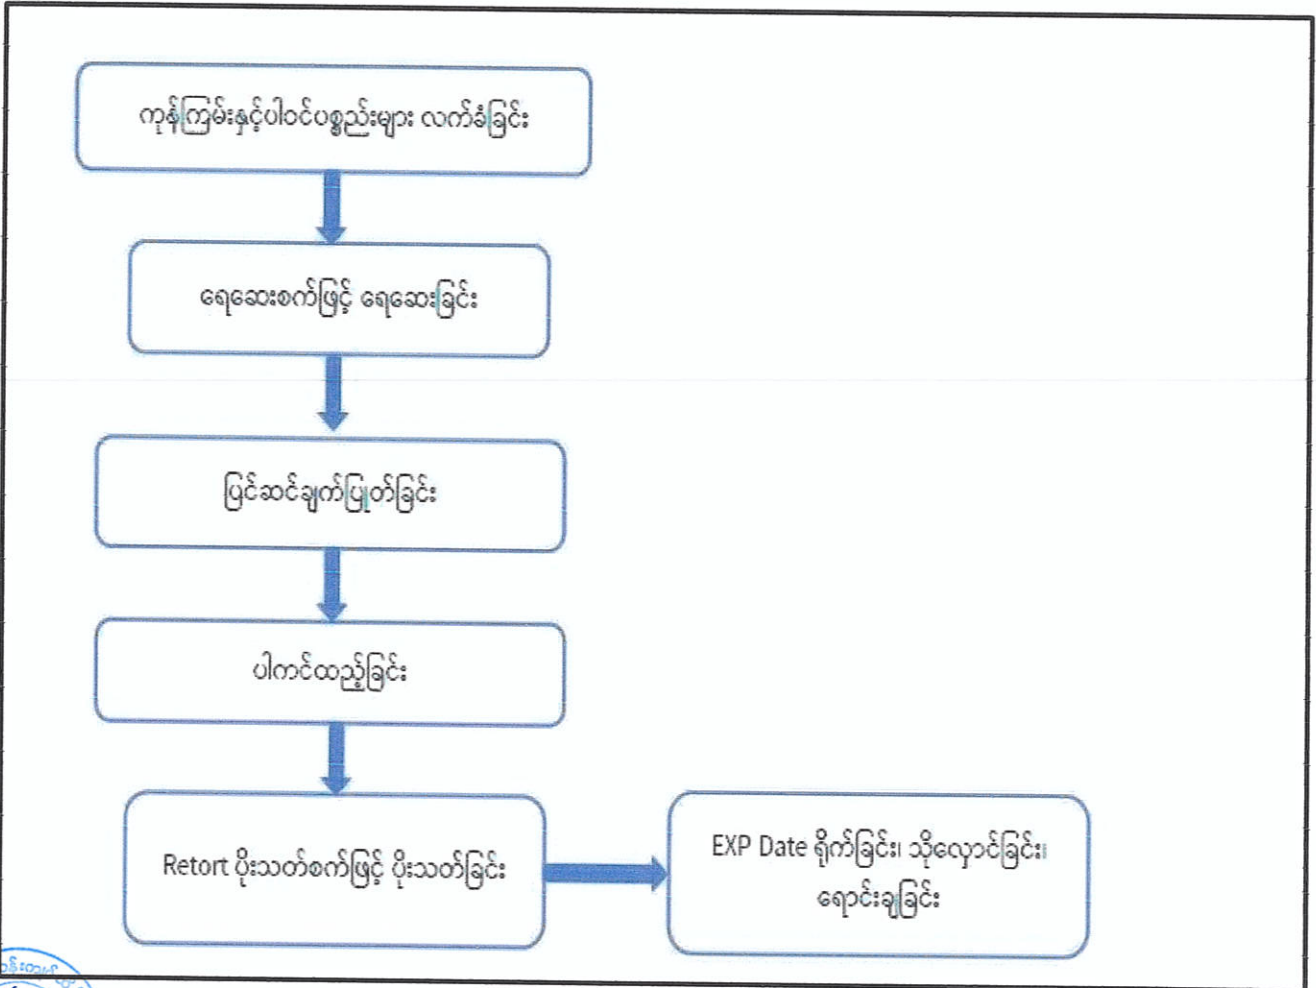 ကုန်ကြမ်းနှင့်ပါဝင်ပစ္စည်းများ လက်ခံခြင်း
ရေဆေးစက်ဖြင့် ရေဆေးခြင်း
ပြင်ဆင်ချက်ပြုတ်ခြင်း
ပါကင်ထည့်ခြင်း
Retort ပိုးသတ်စက်ဖြင့် ပိုးသတ်ခြင်း
EXP Date ရိုက်ခြင်း၊ သိုလှောင်ခြင်း၊
ရောင်းချခြင်း